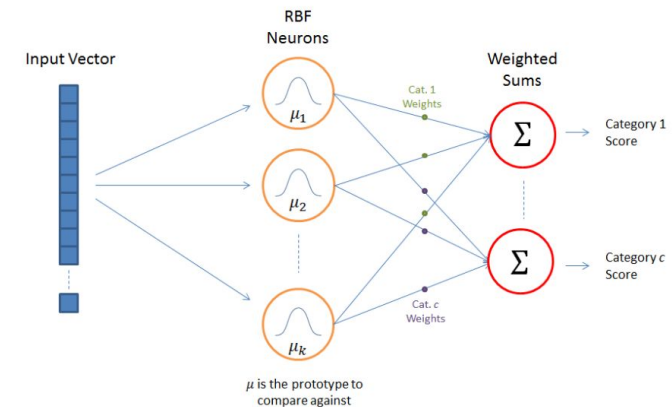 Input Vector
RBF
Neurons
Weighted
Sums
μ₁
μ₂
μₖ
Cat. 1
Weights
Cat. c
Weights
Σ
Σ
Category 1
Score
Category c
Score
μ is the prototype to
compare against